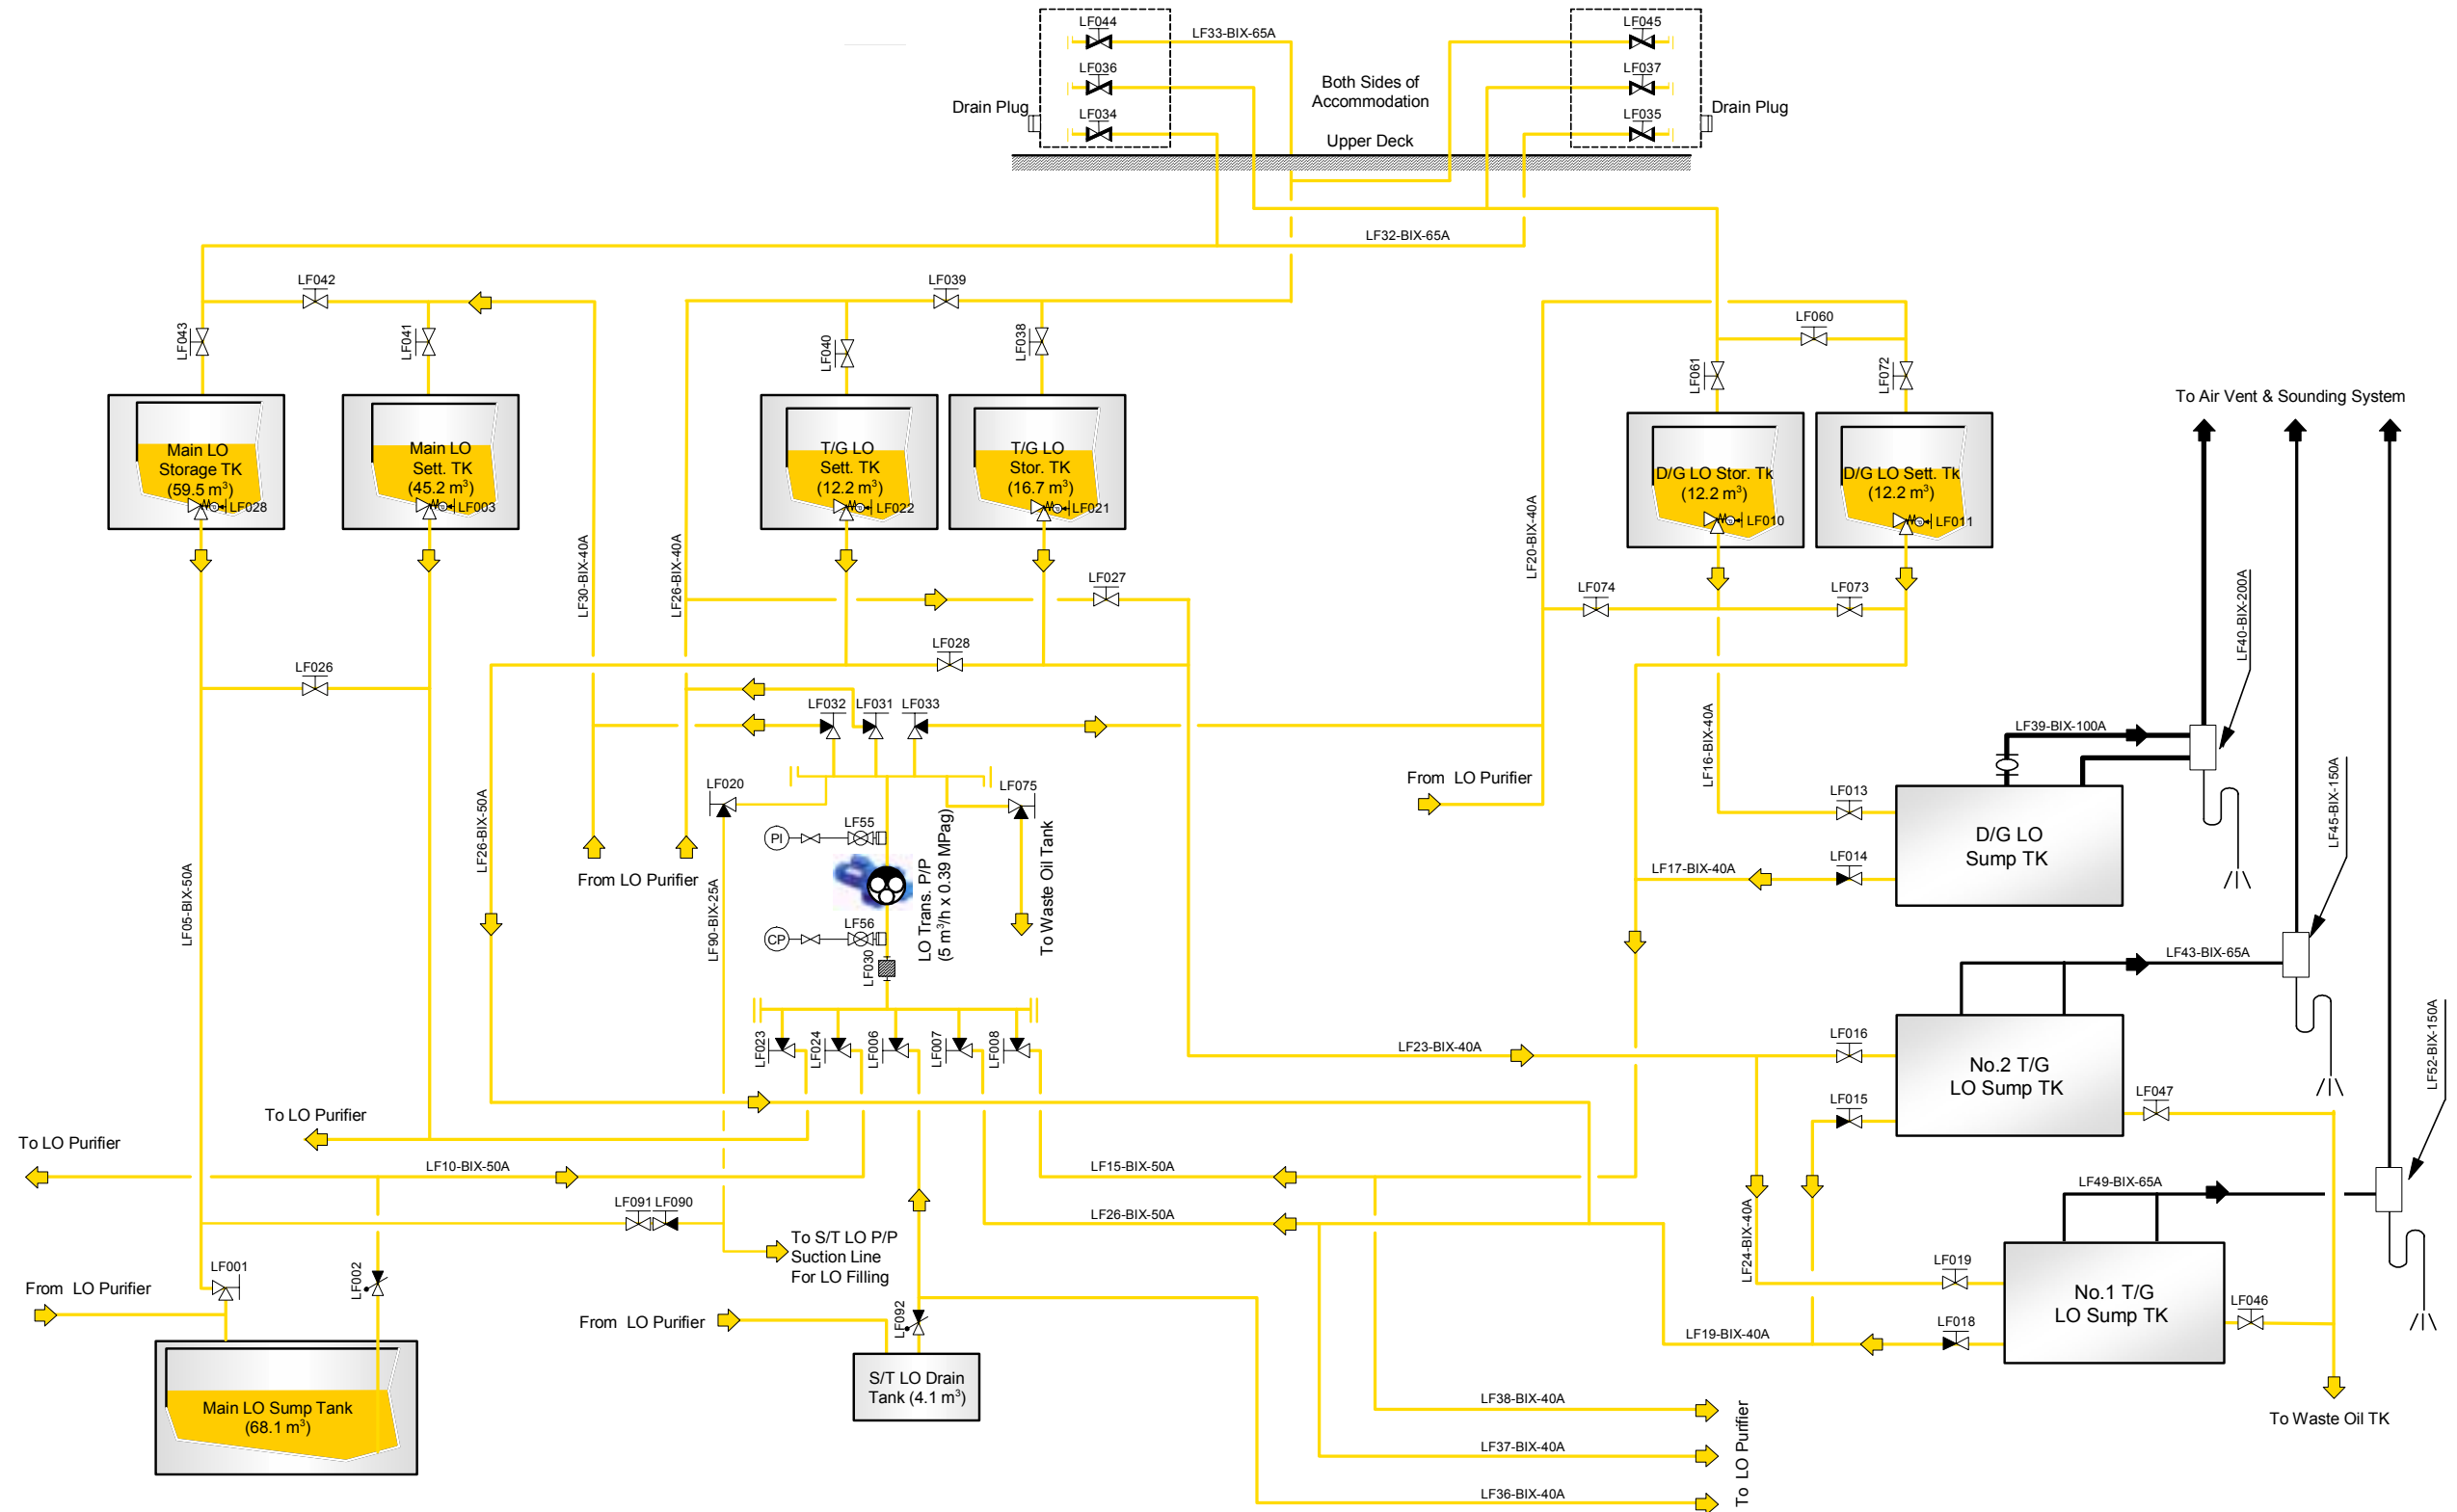 LF044
LF033-BIX-65A
LF036
Drain Plug
LF034
Both Sides of
Accommodation
Upper Deck
LF045
LF037
Drain Plug
LF035
LF32-BIX-65A
LF042
LF039
LF043
LF041
LF040
LF038
LF060
LF061
LF072
Main LO
Storage TK
(59.5 m³)
LF028
Main LO
Sett. TK
(45.2 m³)
LF003
T/G LO
Sett. TK
(12.2 m³)
LF022
T/G LO
Stor. TK
(16.7 m³)
LF021
D/G LO Stor. Tk
(12.2 m³)
LF010
D/G LO Sett. Tk
(12.2 m³)
LF011
To Air Vent & Sounding System
LF30-BIX-40A
LF26-BIX-40A
LF027
LF20-BIX-40A
LF074
LF073
LF40-BIX-200A
LF026
LF028
LF032
LF031
LF033
LF16-BIX-40A
LF39-BIX-100A
LF26-BIX-50A
LF020
LF075
From LO Purifier
LF013
LF45-BIX-150A
PI
LF55
LO Trans. P/P
(5 m³/h x 0.39 MPag)
To Waste Oil Tank
D/G LO
Sump TK
From LO Purifier
LF05-BIX-50A
LF90-BIX-25A
LF17-BIX-40A
LF014
CP
LF56
LF030
LF43-BIX-65A
LF023
LF024
LF006
LF007
LF008
LF23-BIX-40A
LF016
No.2 T/G
LO Sump TK
LF52-BIX-150A
LF015
LF047
To LO Purifier
To LO Purifier
LF10-BIX-50A
LF15-BIX-50A
LF49-BIX-65A
LF091
LF090
LF26-BIX-50A
LF24-BIX-40A
To S/T LO P/P
Suction Line
For LO Filling
LF001
LF002
LF019
No.1 T/G
LO Sump TK
From LO Purifier
LF046
From LO Purifier
LF092
LF19-BIX-40A
LF018
S/T LO Drain
Tank (4.1 m³)
Main LO Sump Tank
(68.1 m³)
LF38-BIX-40A
LF37-BIX-40A
LF36-BIX-40A
To LO Purifier
To Waste Oil TK